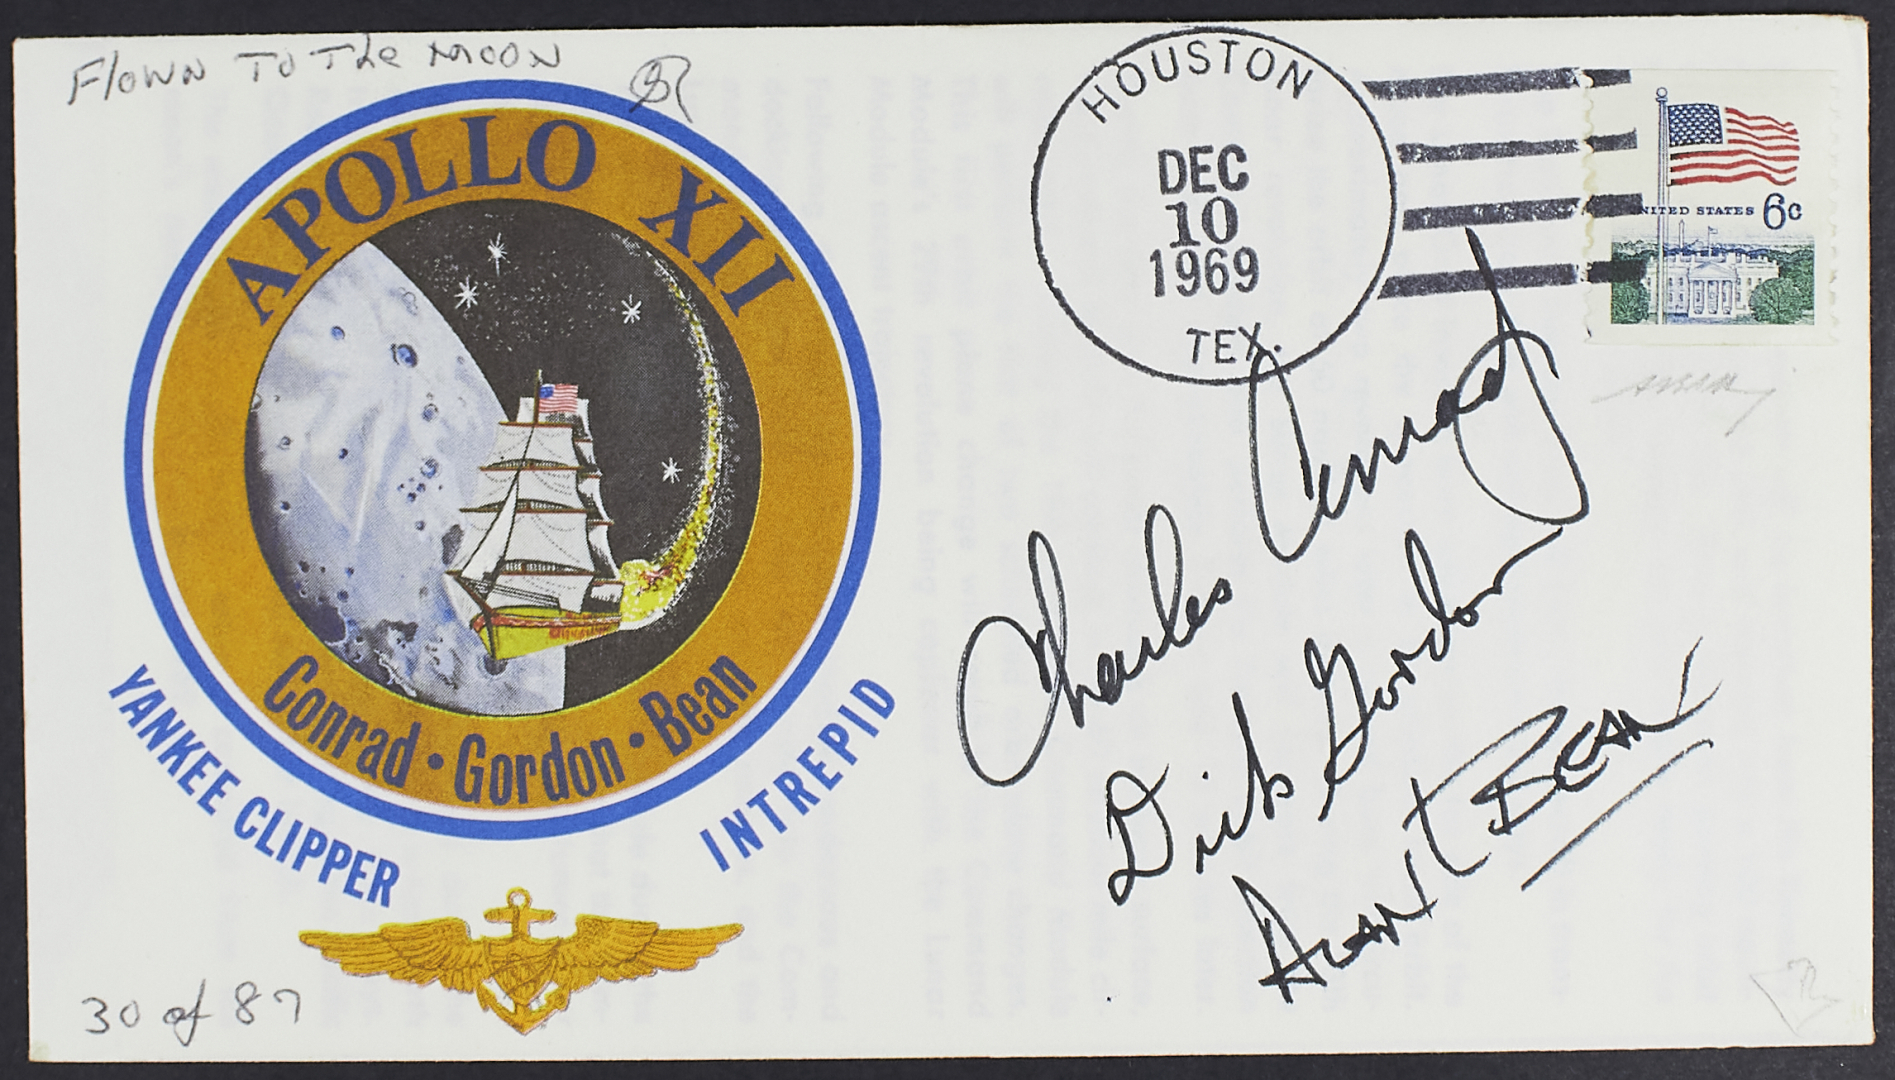 Flown To The Moon
APOLLO XII
Conrad · Gordon · Bean
YANKEE CLIPPER
INTREPID
30 of 87
HOUSTON
DEC
10
1969
TEX.
UNITED STATES 6c
Charles Conrad
Dick Gordon
Alan L Bean